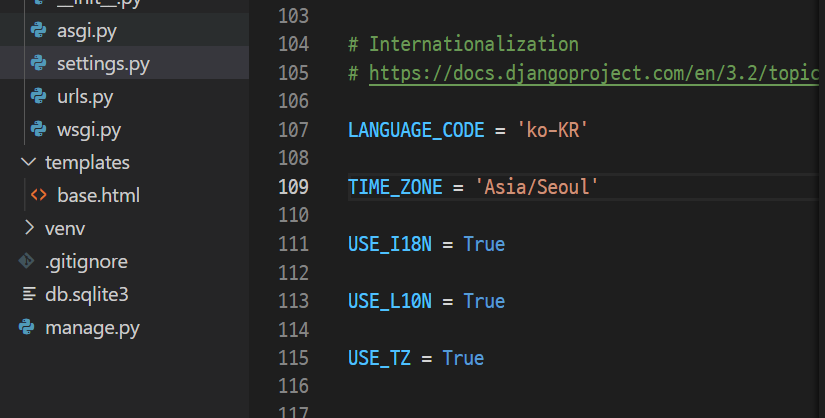 __init__.py
asgi.py
settings.py
urls.py
wsgi.py
templates
base.html
venv
.gitignore
db.sqlite3
manage.py
103
104 # Internationalization
105 # https://docs.djangoproject.com/en/3.2/topic
106
107 LANGUAGE_CODE = 'ko-KR'
108
109 TIME_ZONE = 'Asia/Seoul'
110
111 USE_I18N = True
112
113 USE_L10N = True
114
115 USE_TZ = True
116
117